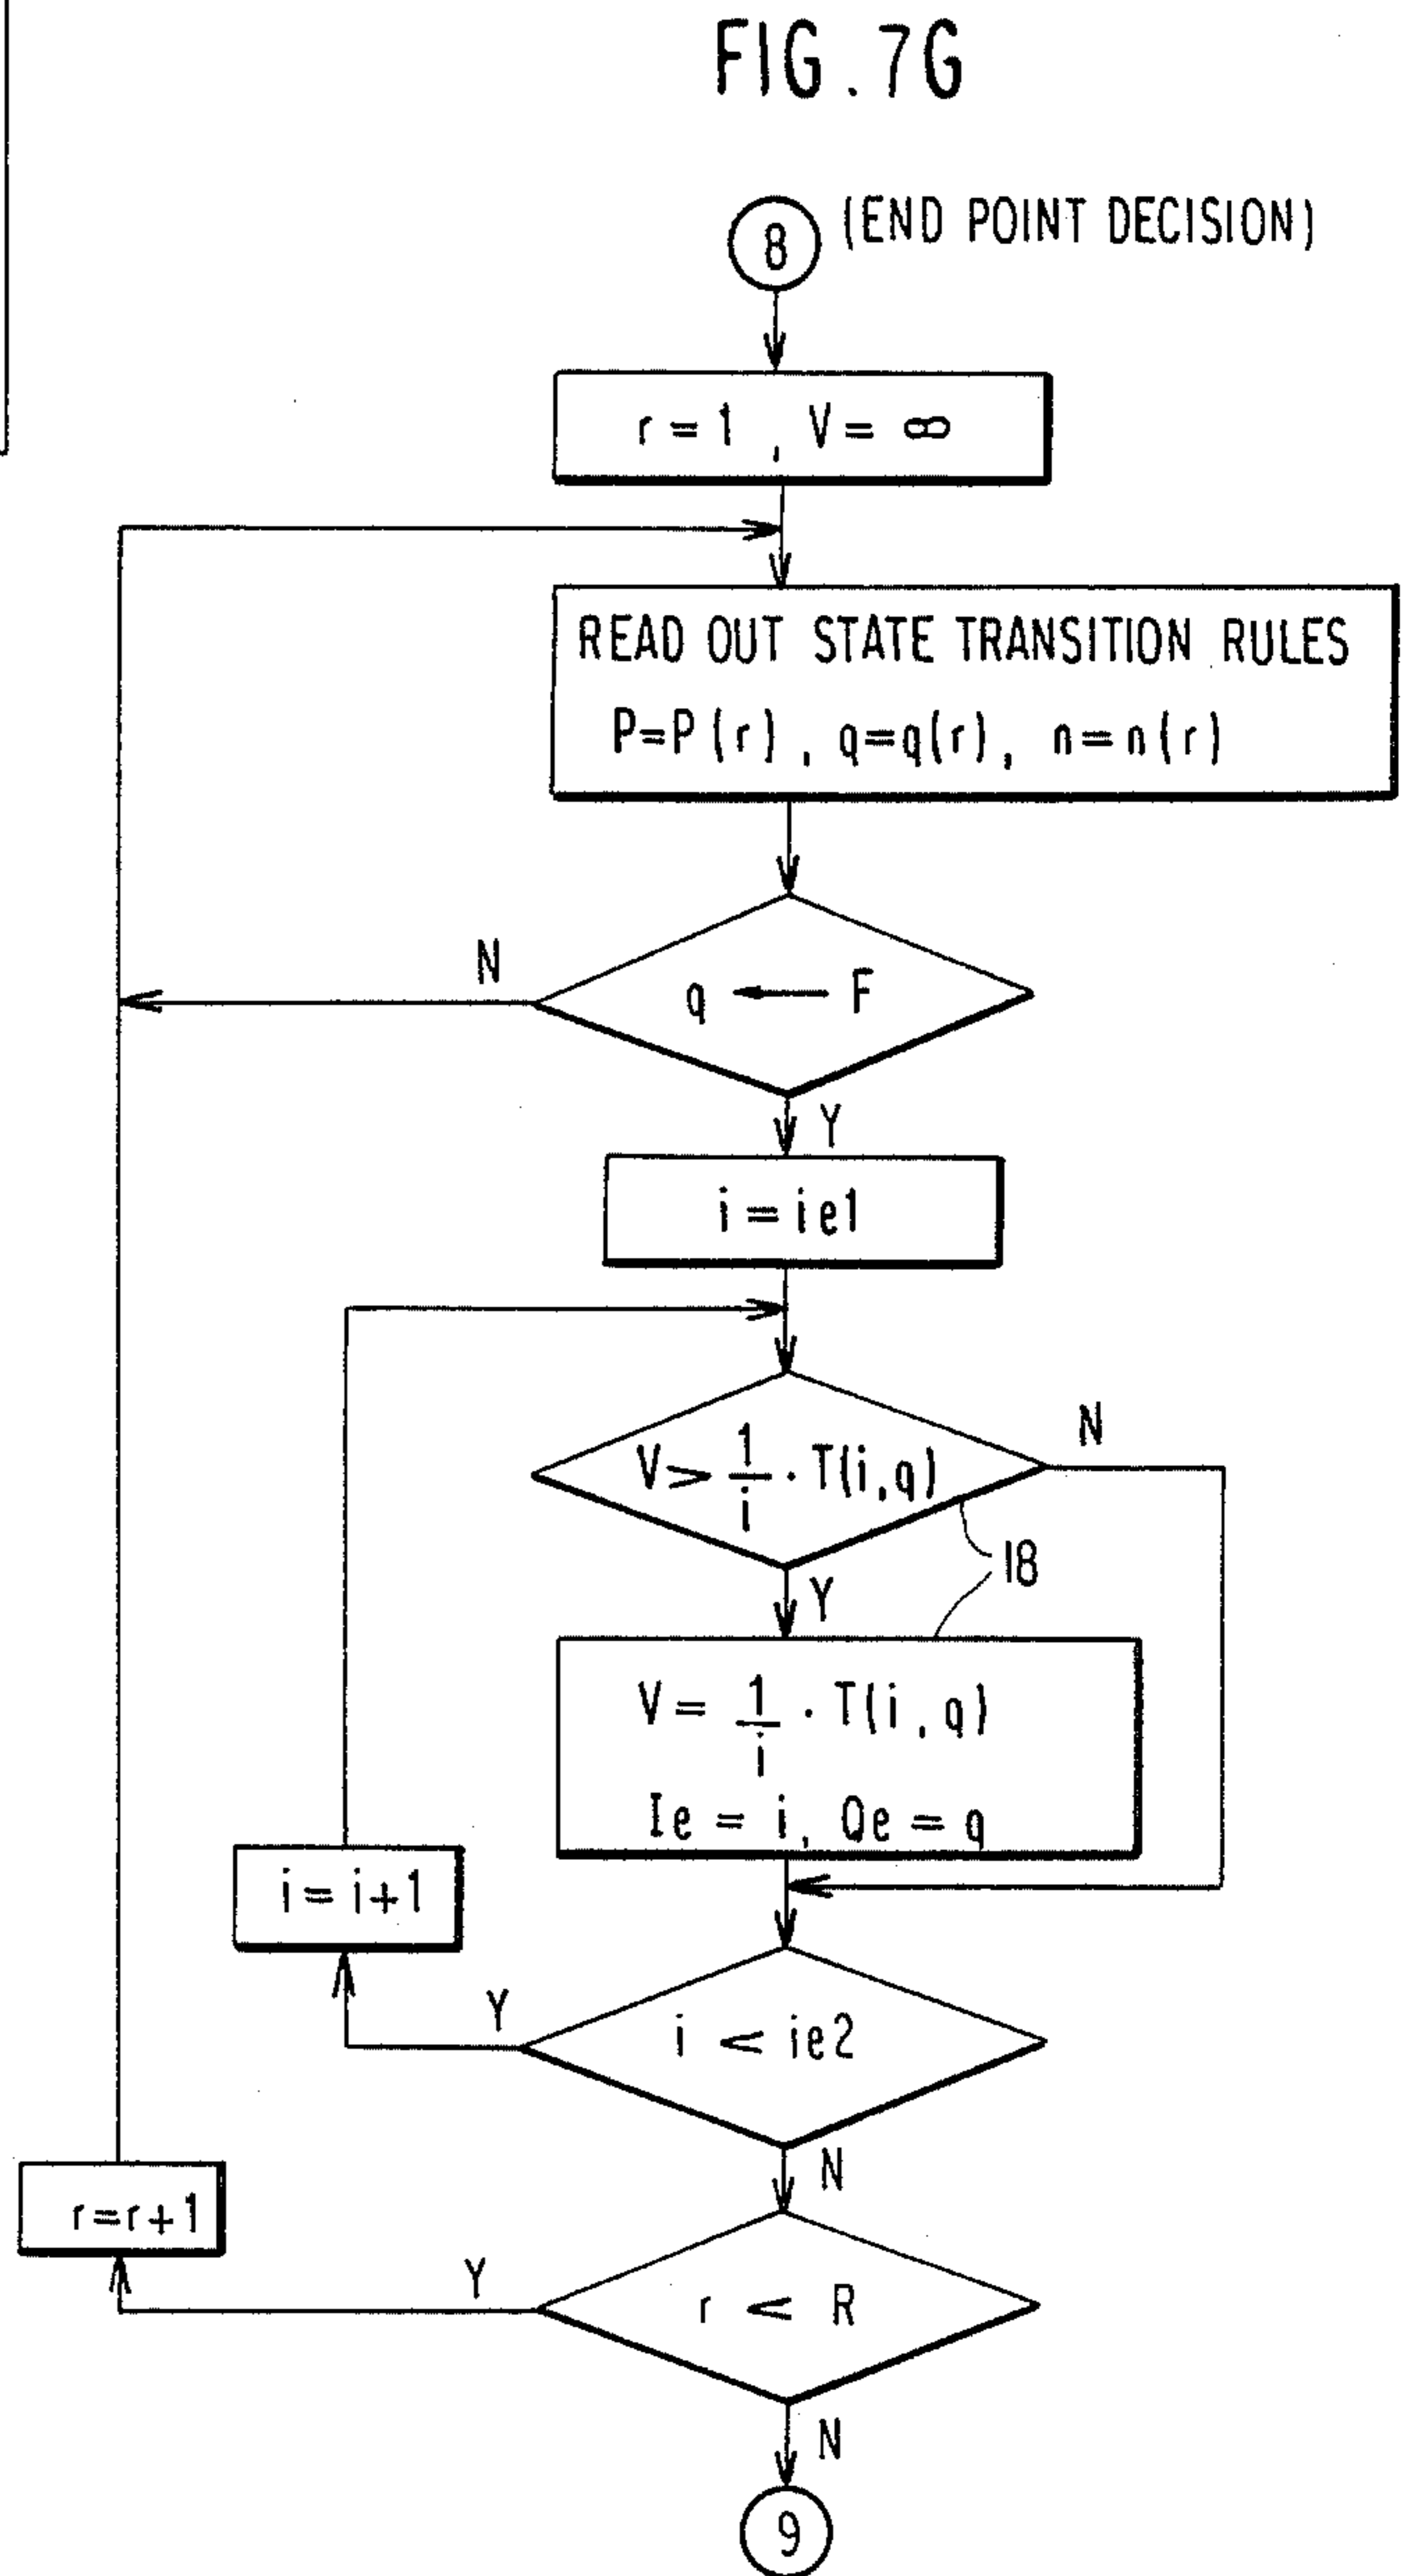 FIG. 7G
8 (END POINT DECISION)
r = 1 , V = ∞
READ OUT STATE TRANSITION RULES
P=P(r), q=q(r), n=n(r)
N
q ← F
Y
i = ie1
V > 1/i · T(i,q)
N
18
Y
V = 1/i · T(i,q)
Ie = i, Qe = q
i = i+1
Y
i < ie2
N
r=r+1
Y
r < R
N
9